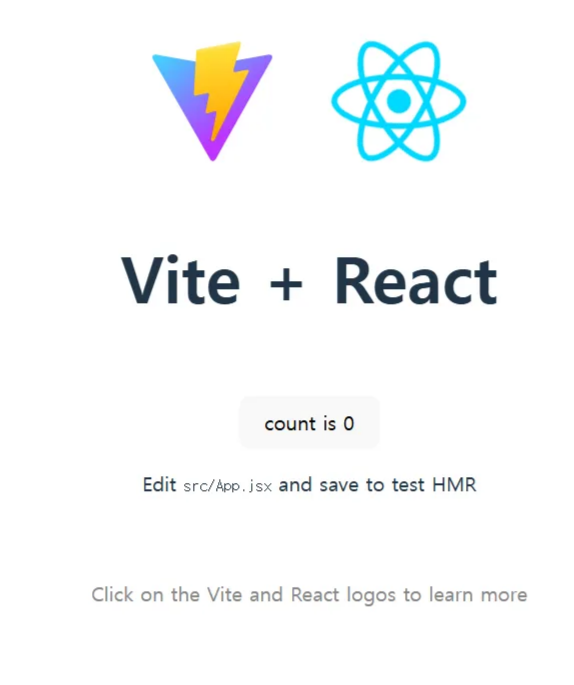 Vite + React
count is 0
Edit src/App.jsx and save to test HMR
Click on the Vite and React logos to learn more